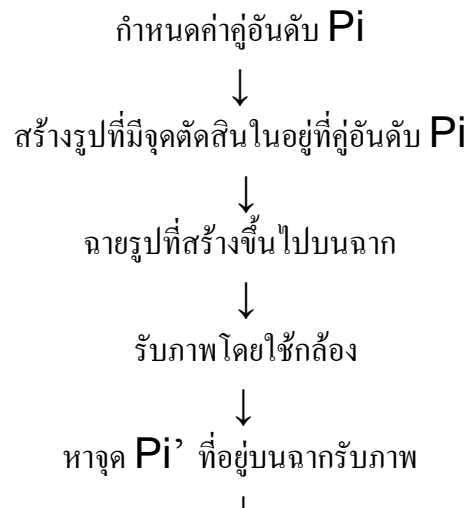 กำหนดค่าคู่อันดับ Pi
↓
สร้างรูปที่มีจุดตัดสินในอยู่ที่คู่อันดับ Pi
↓
ฉายรูปที่สร้างขึ้นไปบนฉาก
↓
รับภาพโดยใช้กล้อง
↓
หาจุด Pi’ ที่อยู่บนฉากรับภาพ